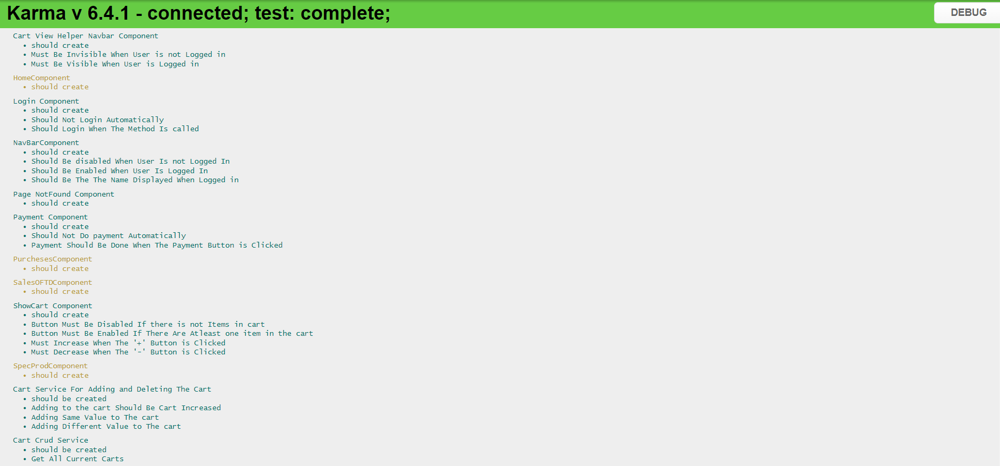 Karma v 6.4.1 - connected; test: complete;
DEBUG
Cart View Helper Navbar Component
• should create
• Must Be Invisible When User is not Logged in
• Must Be Visible When User is Logged in
HomeComponent
• should create
Login Component
• should create
• Should Not Login Automatically
• Should Login When The Method Is called
NavBarComponent
• should create
• Should Be disabled When User Is not Logged In
• Should Be Enabled When User Is Logged In
• Should Be The The Name Displayed When Logged in
Page NotFound Component
• should create
Payment Component
• should create
• Should Not Do payment Automatically
• Payment Should Be Done When The Payment Button is Clicked
PurchesesComponent
• should create
SalesOFTDComponent
• should create
ShowCart Component
• should create
• Button Must Be Disabled If there is not Items in cart
• Button Must Be Enabled If There Are Atleast one item in the cart
• Must Increase When The '+' Button is Clicked
• Must Decrease When The '-' Button is Clicked
SpecProdComponent
• should create
Cart Service For Adding and Deleting The Cart
• should be created
• Adding to the cart Should Be Cart Increased
• Adding Same Value to The cart
• Adding Different Value to The cart
Cart Crud Service
• should be created
• Get All Current Carts